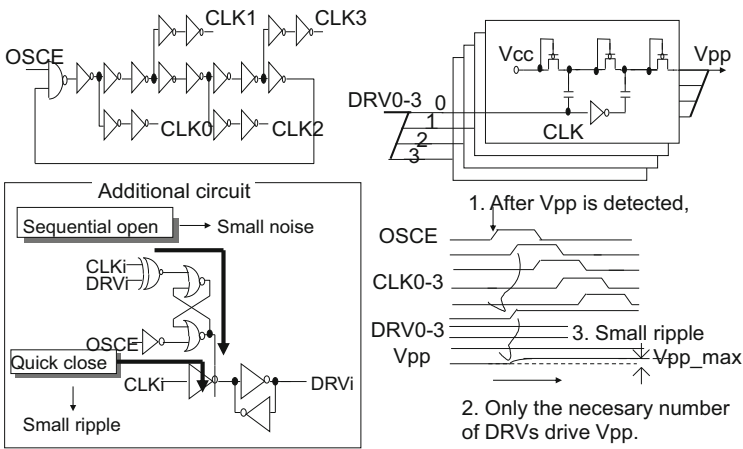 OSCE
CLK1
CLK3
CLK0
CLK2
Vcc
Vpp
DRV0-3
0
1
2
3
CLK
Additional circuit
Sequential open
Small noise
CLKi
DRVi
OSCE
Quick close
CLKi
DRVi
Small ripple
1. After Vpp is detected,
OSCE
CLK0-3
DRV0-3
3. Small ripple
Vpp
Vpp_max
2. Only the necesary number
of DRVs drive Vpp.